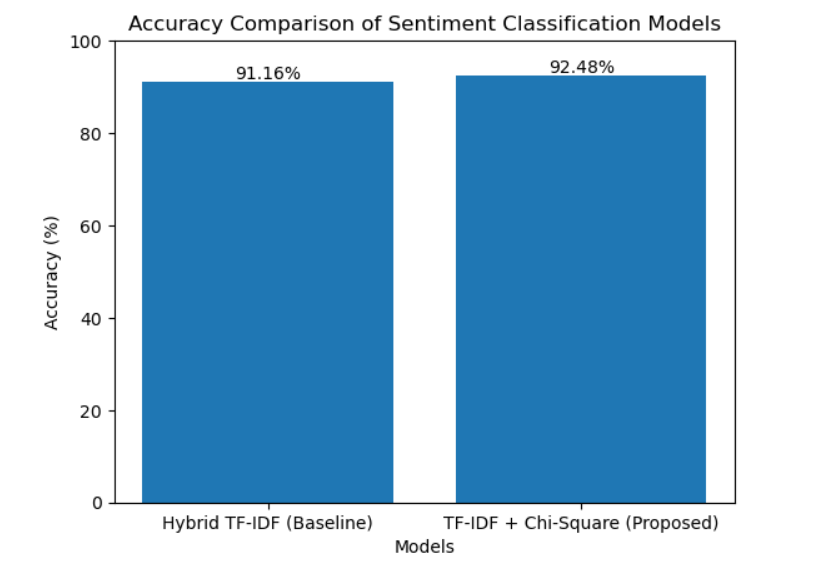 Accuracy Comparison of Sentiment Classification Models
100
80
60
40
20
0
Accuracy (%)
91.16%
92.48%
Hybrid TF-IDF (Baseline)
TF-IDF + Chi-Square (Proposed)
Models